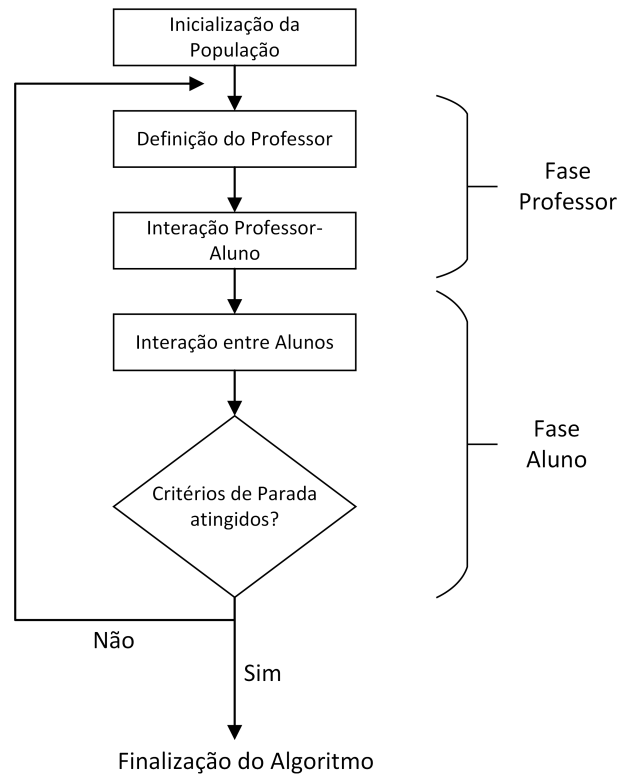 Inicialização da
População
Definição do Professor
Fase
Professor
Interação Professor-
Aluno
Interação entre Alunos
Fase
Aluno
Critérios de Parada
atingidos?
Não
Sim
Finalização do Algoritmo